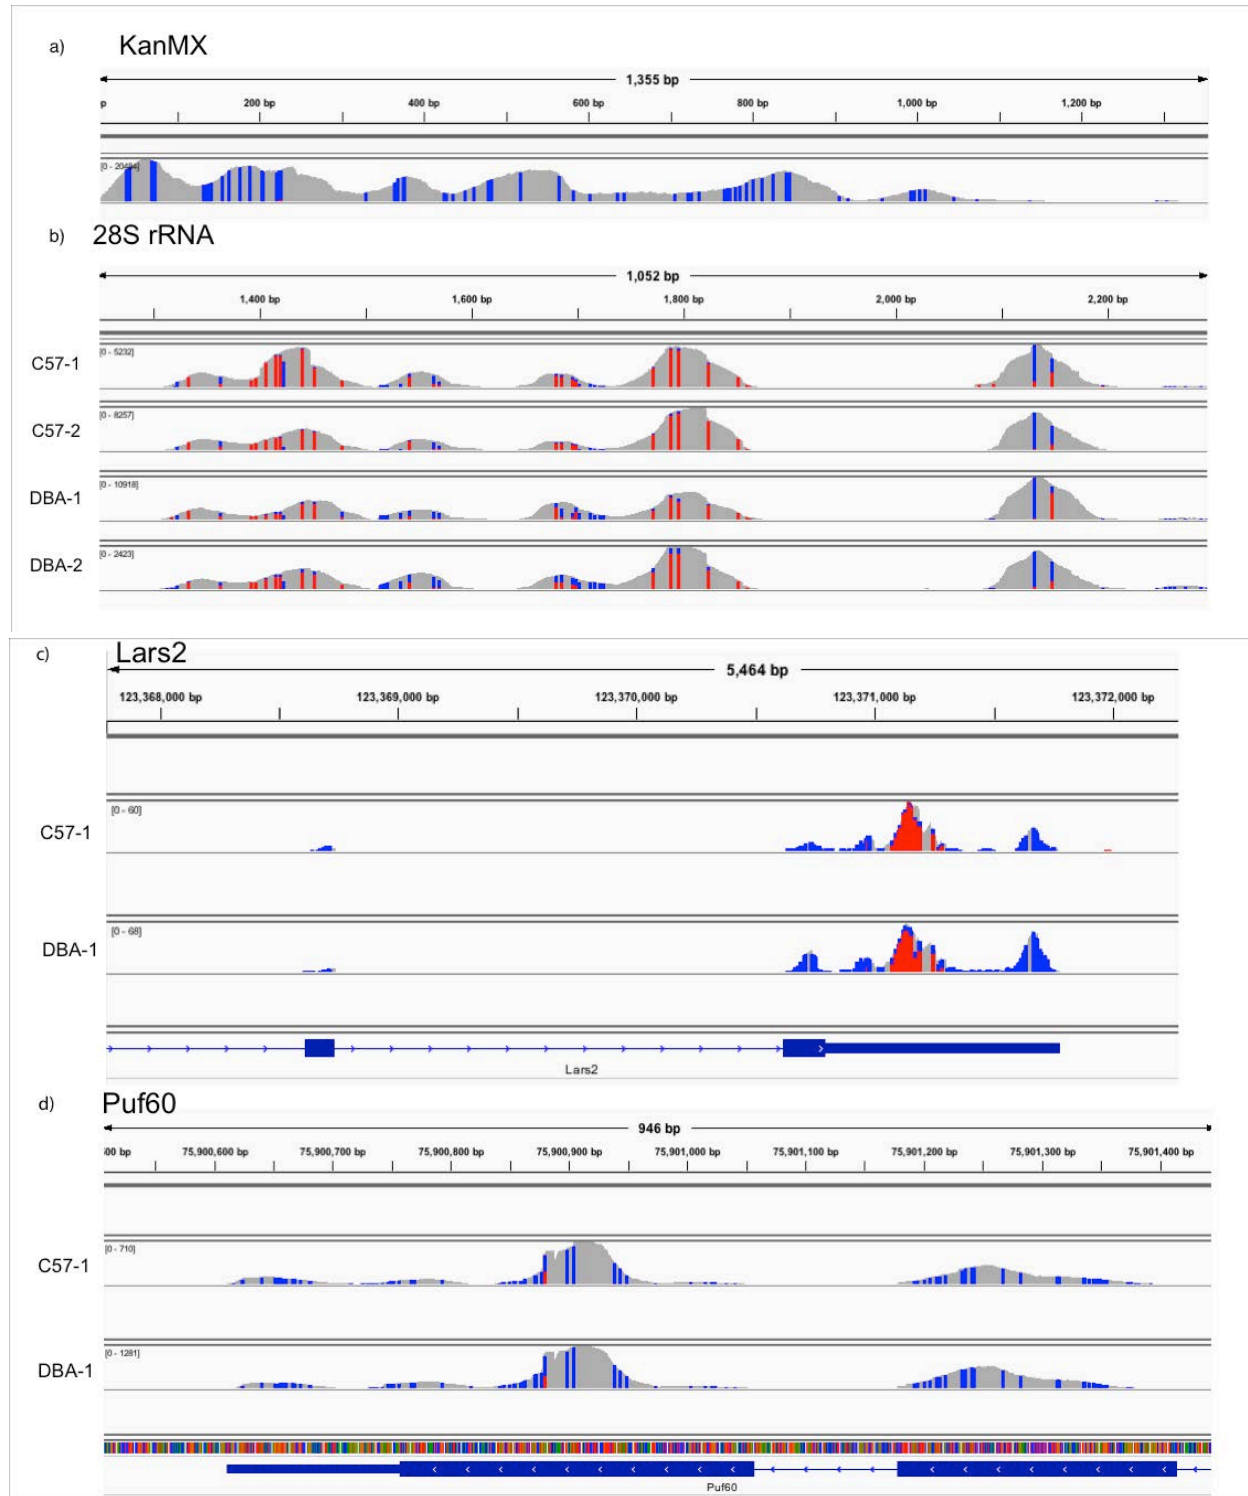 a) KanMX
1,355 bp
p 200 bp 400 bp 600 bp 800 bp 1,000 bp 1,200 bp
[0 - 20484]
b) 28S rRNA
1,052 bp
1,400 bp 1,600 bp 1,800 bp 2,000 bp 2,200 bp
C57-1 [0 - 5232]
C57-2 [0 - 8257]
DBA-1 [0 - 10918]
DBA-2 [0 - 2423]
c) Lars2
5,464 bp
123,368,000 bp 123,369,000 bp 123,370,000 bp 123,371,000 bp 123,372,000 bp
C57-1 [0 - 60]
DBA-1 [0 - 68]
Lars2
d) Puf60
946 bp
00 bp 75,900,600 bp 75,900,700 bp 75,900,800 bp 75,900,900 bp 75,901,000 bp 75,901,100 bp 75,901,200 bp 75,901,300 bp 75,901,400 bp
C57-1 [0 - 710]
DBA-1 [0 - 1281]
Puf60